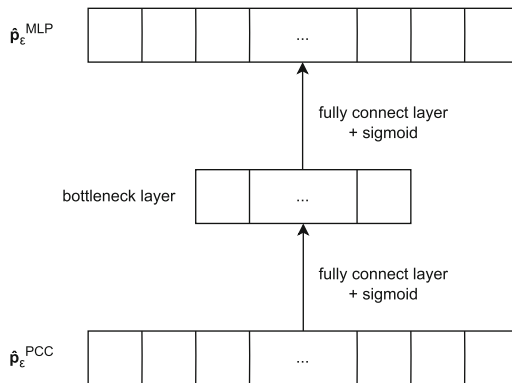 p̂ε^MLP
...
fully connect layer
+ sigmoid
bottleneck layer
...
fully connect layer
+ sigmoid
p̂ε^PCC
...